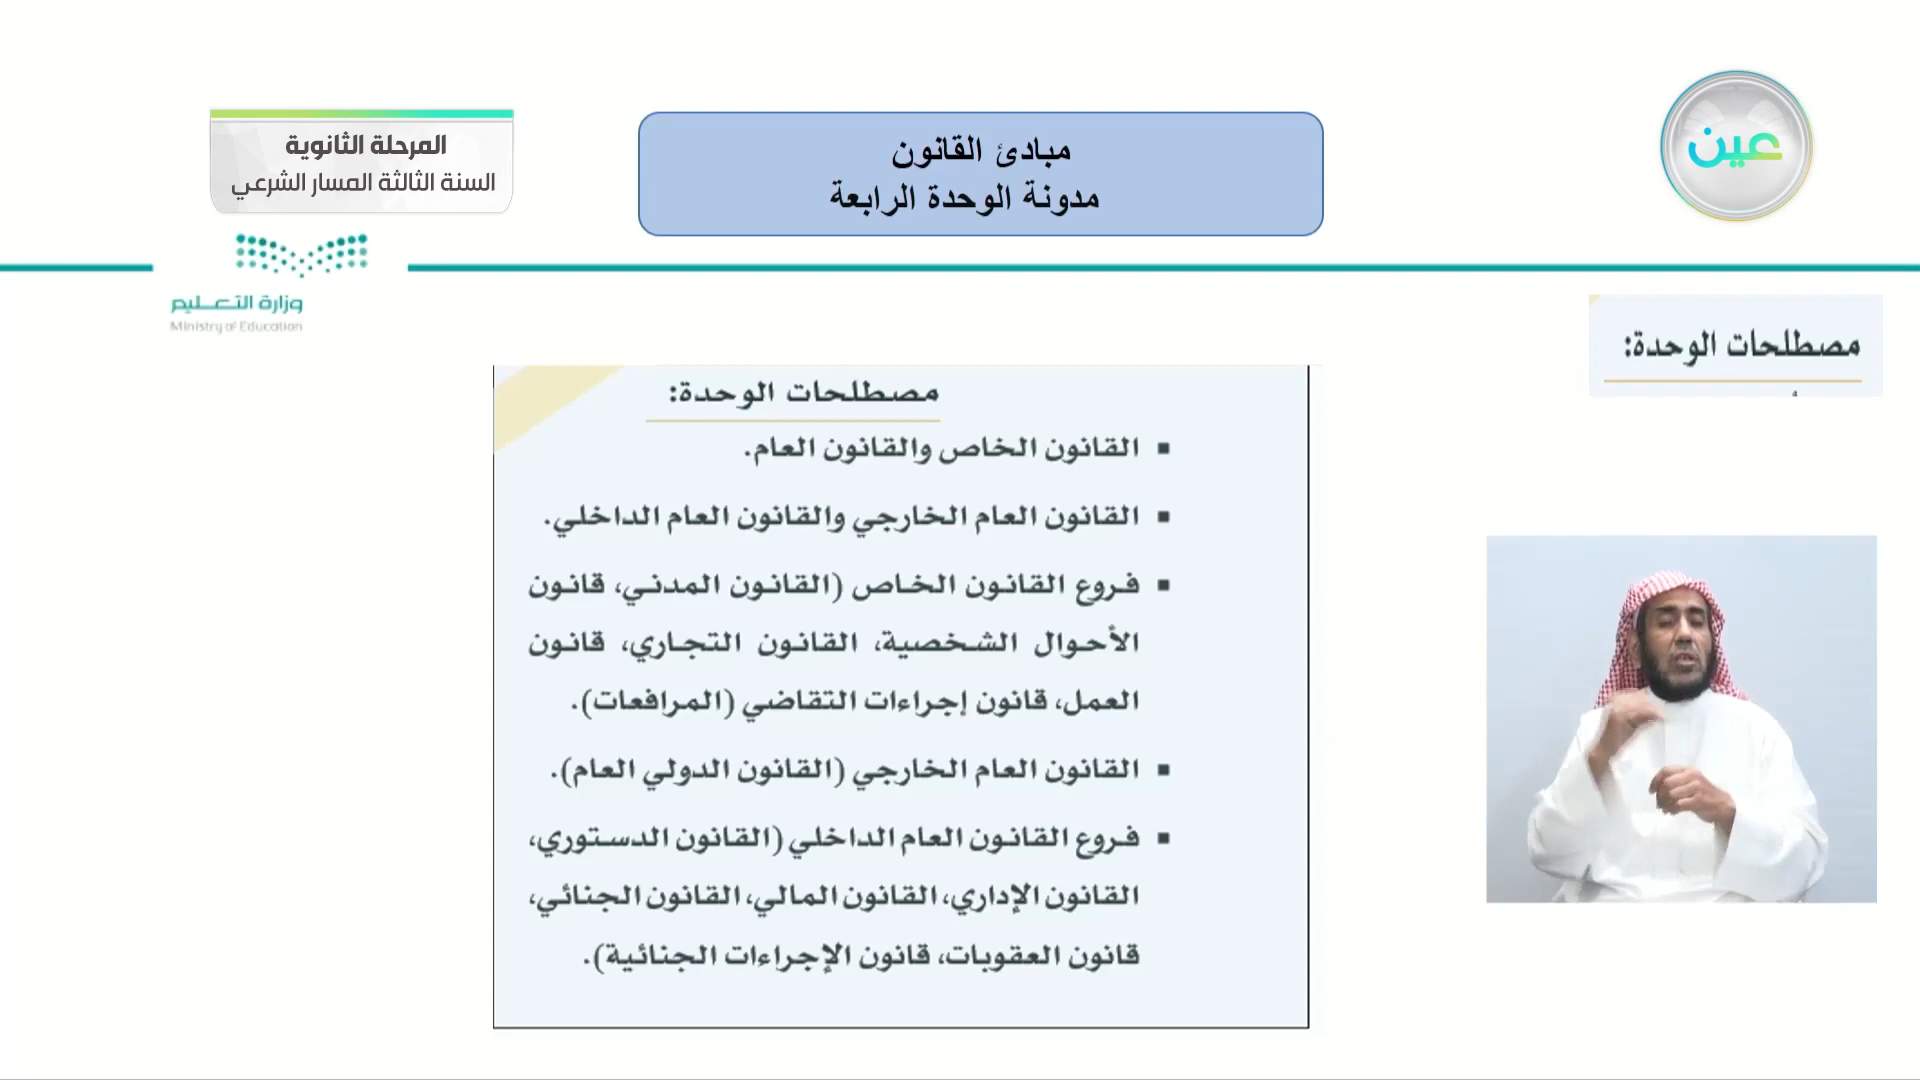 عين
مبادئ القانون
مدونة الوحدة الرابعة
المرحلة الثانوية
السنة الثالثة المسار الشرعي
وزارة التعليم
Ministry of Education
مصطلحات الوحدة:
مصطلحات الوحدة:
▪ القانون الخاص والقانون العام.
▪ القانون العام الخارجي والقانون العام الداخلي.
▪ فروع القانون الخاص (القانون المدني، قانون
الأحوال الشخصية، القانون التجاري، قانون
العمل، قانون إجراءات التقاضي (المرافعات).
▪ القانون العام الخارجي (القانون الدولي العام).
▪ فروع القانون العام الداخلي (القانون الدستوري،
القانون الإداري، القانون المالي، القانون الجنائي،
قانون العقوبات، قانون الإجراءات الجنائية).